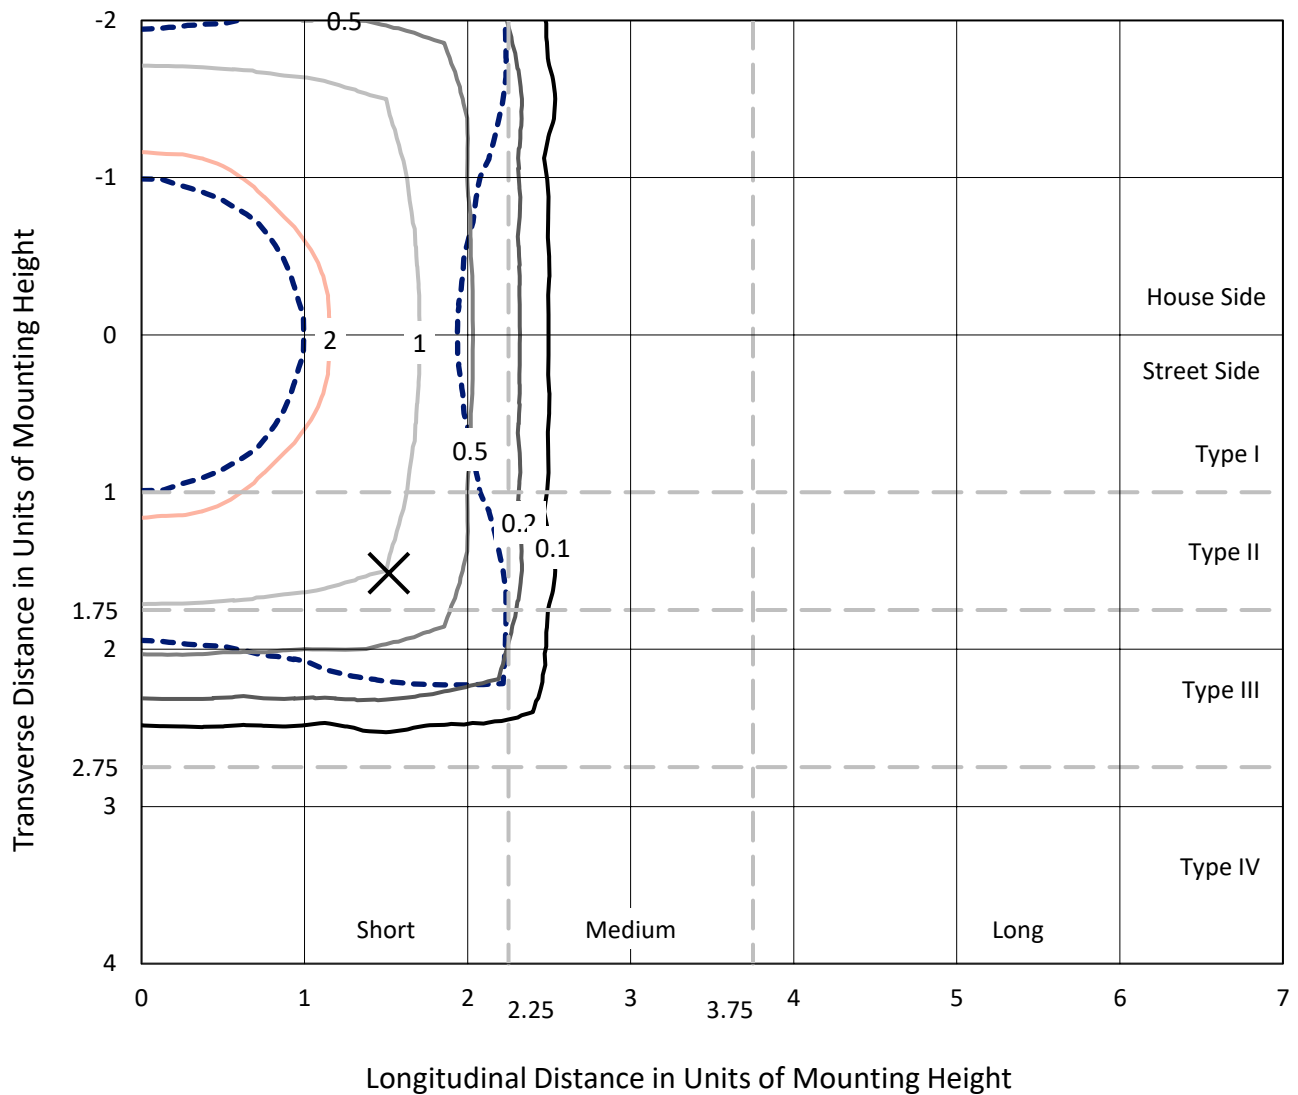 -2
0.5
-1
House Side
0
2
1
Street Side
0.5
Type I
1
0.2
0.1
Type II
1.75
2
Type III
2.75
3
Type IV
Short
Medium
Long
4
0
1
2
2.25
3
3.75
4
5
6
7
Transverse Distance in Units of Mounting Height
Longitudinal Distance in Units of Mounting Height